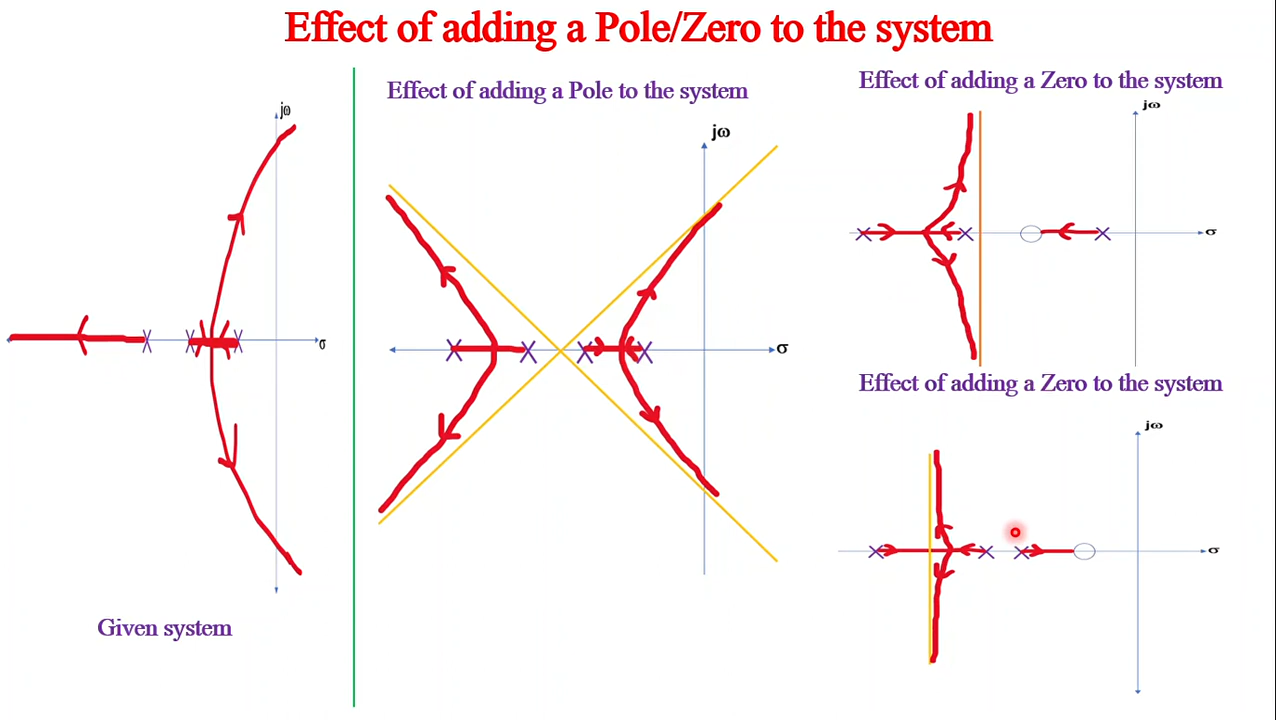 Effect of adding a Pole/Zero to the system
jω
σ
Given system
Effect of adding a Pole to the system
jω
σ
Effect of adding a Zero to the system
jω
σ
Effect of adding a Zero to the system
jω
σ